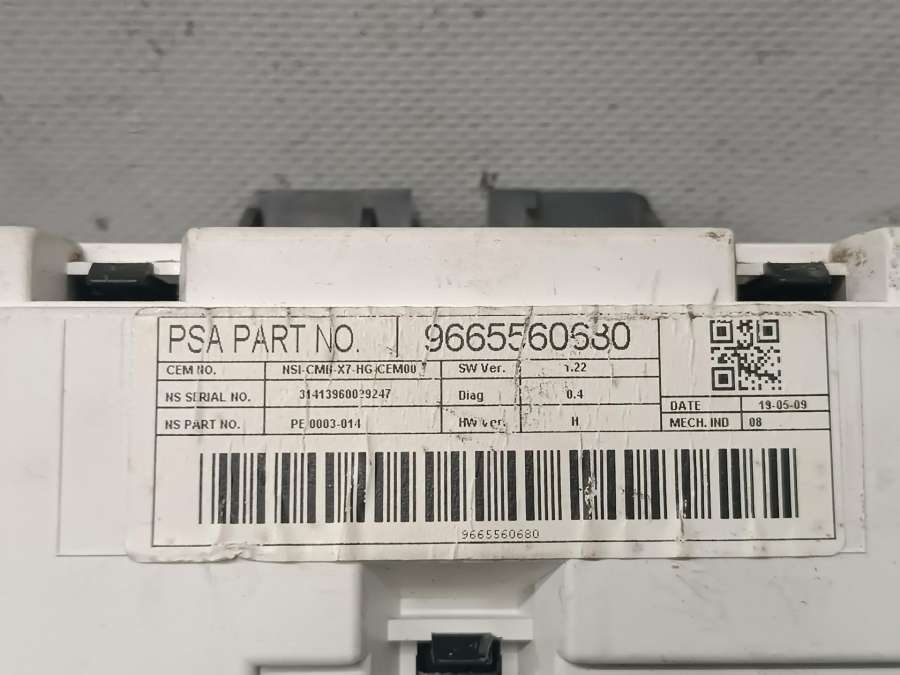 PSA PART NO. 9665560680
CEM NO. NSI-CMB-X7-HG-CEM00 SW Ver. .22
NS SERIAL NO. 31413960029247 Diag 0.4
NS PART NO. PE 0003-014 HW ver. H
DATE 19-05-09
MECH. IND 08
9665560680